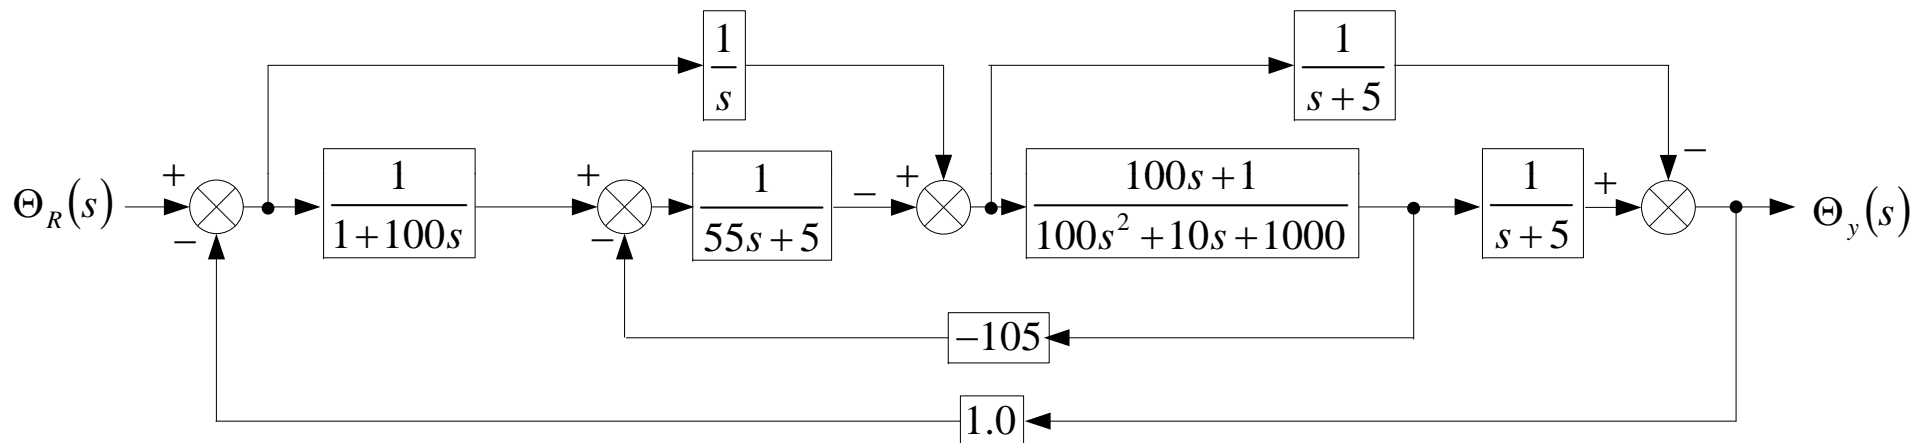 1
s
1
s + 5
+
Θ_R(s)
−
1
1 + 100s
+
−
1
55s + 5
−
+
100s + 1
100s² + 10s + 1000
1
s + 5
+
−
Θ_y(s)
−105
1.0